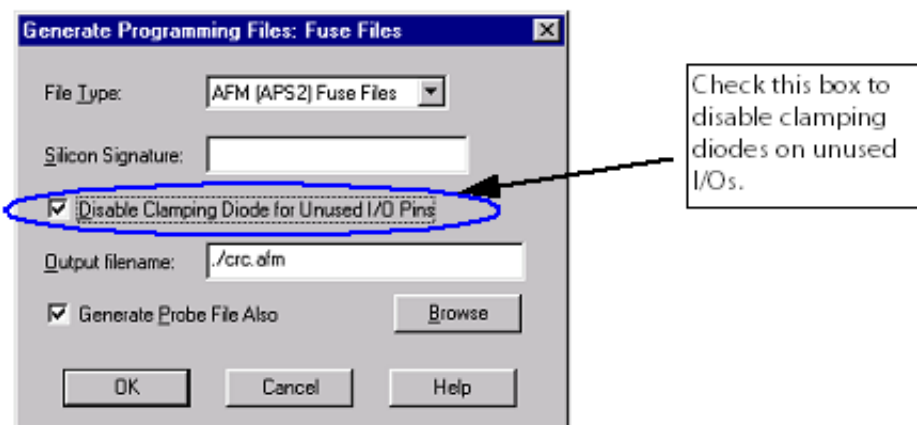 Generate Programming Files: Fuse Files
File Type: AFM (APS2) Fuse Files
Silicon Signature:
Disable Clamping Diode for Unused I/O Pins
Output filename: ./crc.afm
Generate Probe File Also Browse
OK Cancel Help
Check this box to
disable clamping
diodes on unused
I/Os.